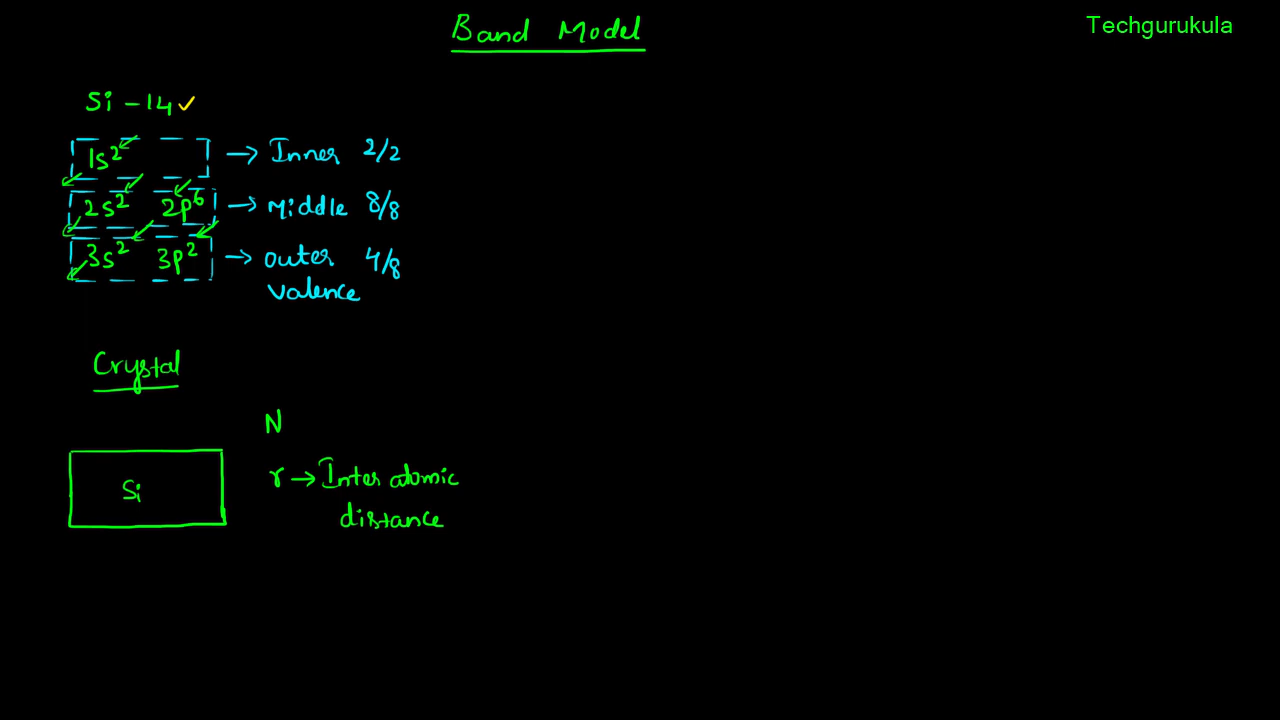 Band Model
Techgurukula
Si - 14 ✓
1s² → Inner 2/2
2s² 2p⁶ → Middle 8/8
3s² 3p² → outer 4/8
valence
Crystal
N
Si
r → Inter atomic
distance